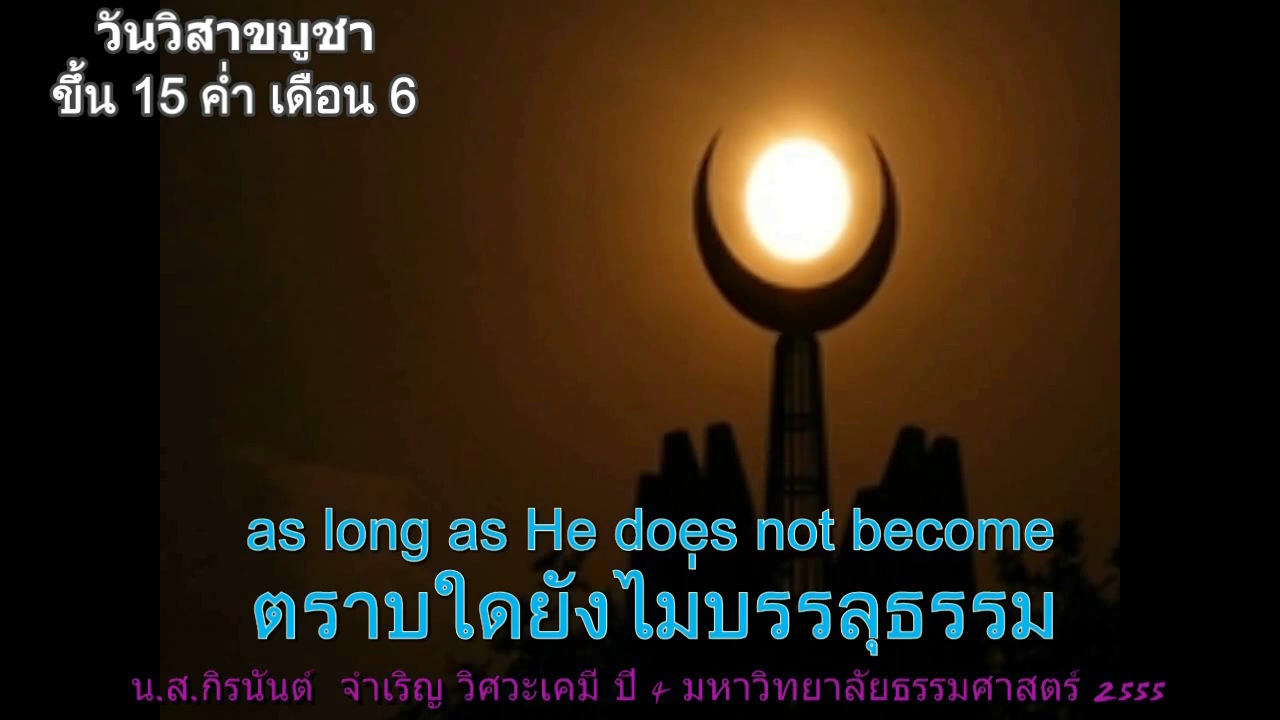 วันวิสาขบูชา
ขึ้น 15 ค่ำ เดือน 6
as long as He does not become
ตราบใดยังไม่บรรลุธรรม
น.ส.กิรนันต์ จำเริญ วิศวะเคมี ปี 4 มหาวิทยาลัยธรรมศาสตร์ 2555